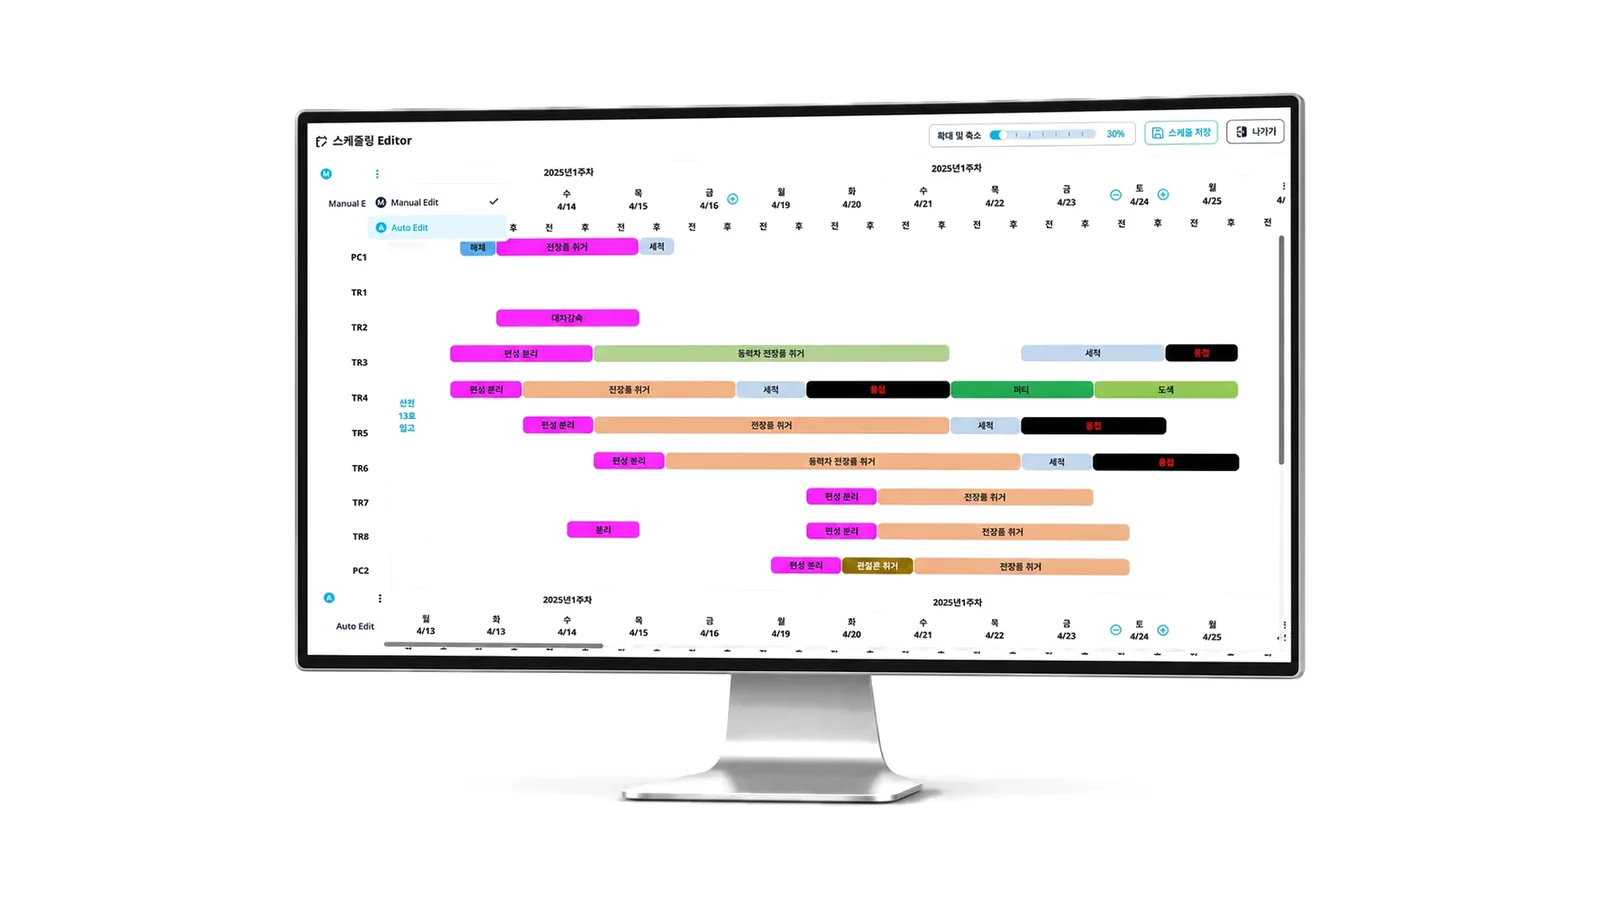 스케줄링 Editor
확대 및 축소 30% 스케줄 저장 나가기
M
2025년1주차 2025년1주차
Manual E
M Manual Edit
A Auto Edit
수 목 금 월 화 수 목 금 토 월
4/14 4/15 4/16 4/19 4/20 4/21 4/22 4/23 4/24 4/25 4/
후 전 후 전 후 전 후 전 후 전 후 전 후 전 후 전 후 전 후 전 후 전
PC1 해체 전장품 취거 세척
TR1
TR2 대차감속
TR3 편성 분리 동력차 전장품 취거 세척 용접
TR4 편성 분리 전장품 취거 세척 용접 퍼티 도색
산천
13호
입고
TR5 편성 분리 전장품 취거 세척 용접
TR6 편성 분리 동력차 전장품 취거 세척 용접
TR7 편성 분리 전장품 취거
TR8 분리 편성 분리 전장품 취거
PC2 편성 분리 관절론 취거 전장품 취거
A
2025년1주차 2025년1주차
Auto Edit
월 화 수 목 금 월 화 수 목 금 토 월
4/13 4/13 4/14 4/15 4/16 4/19 4/20 4/21 4/22 4/23 4/24 4/25